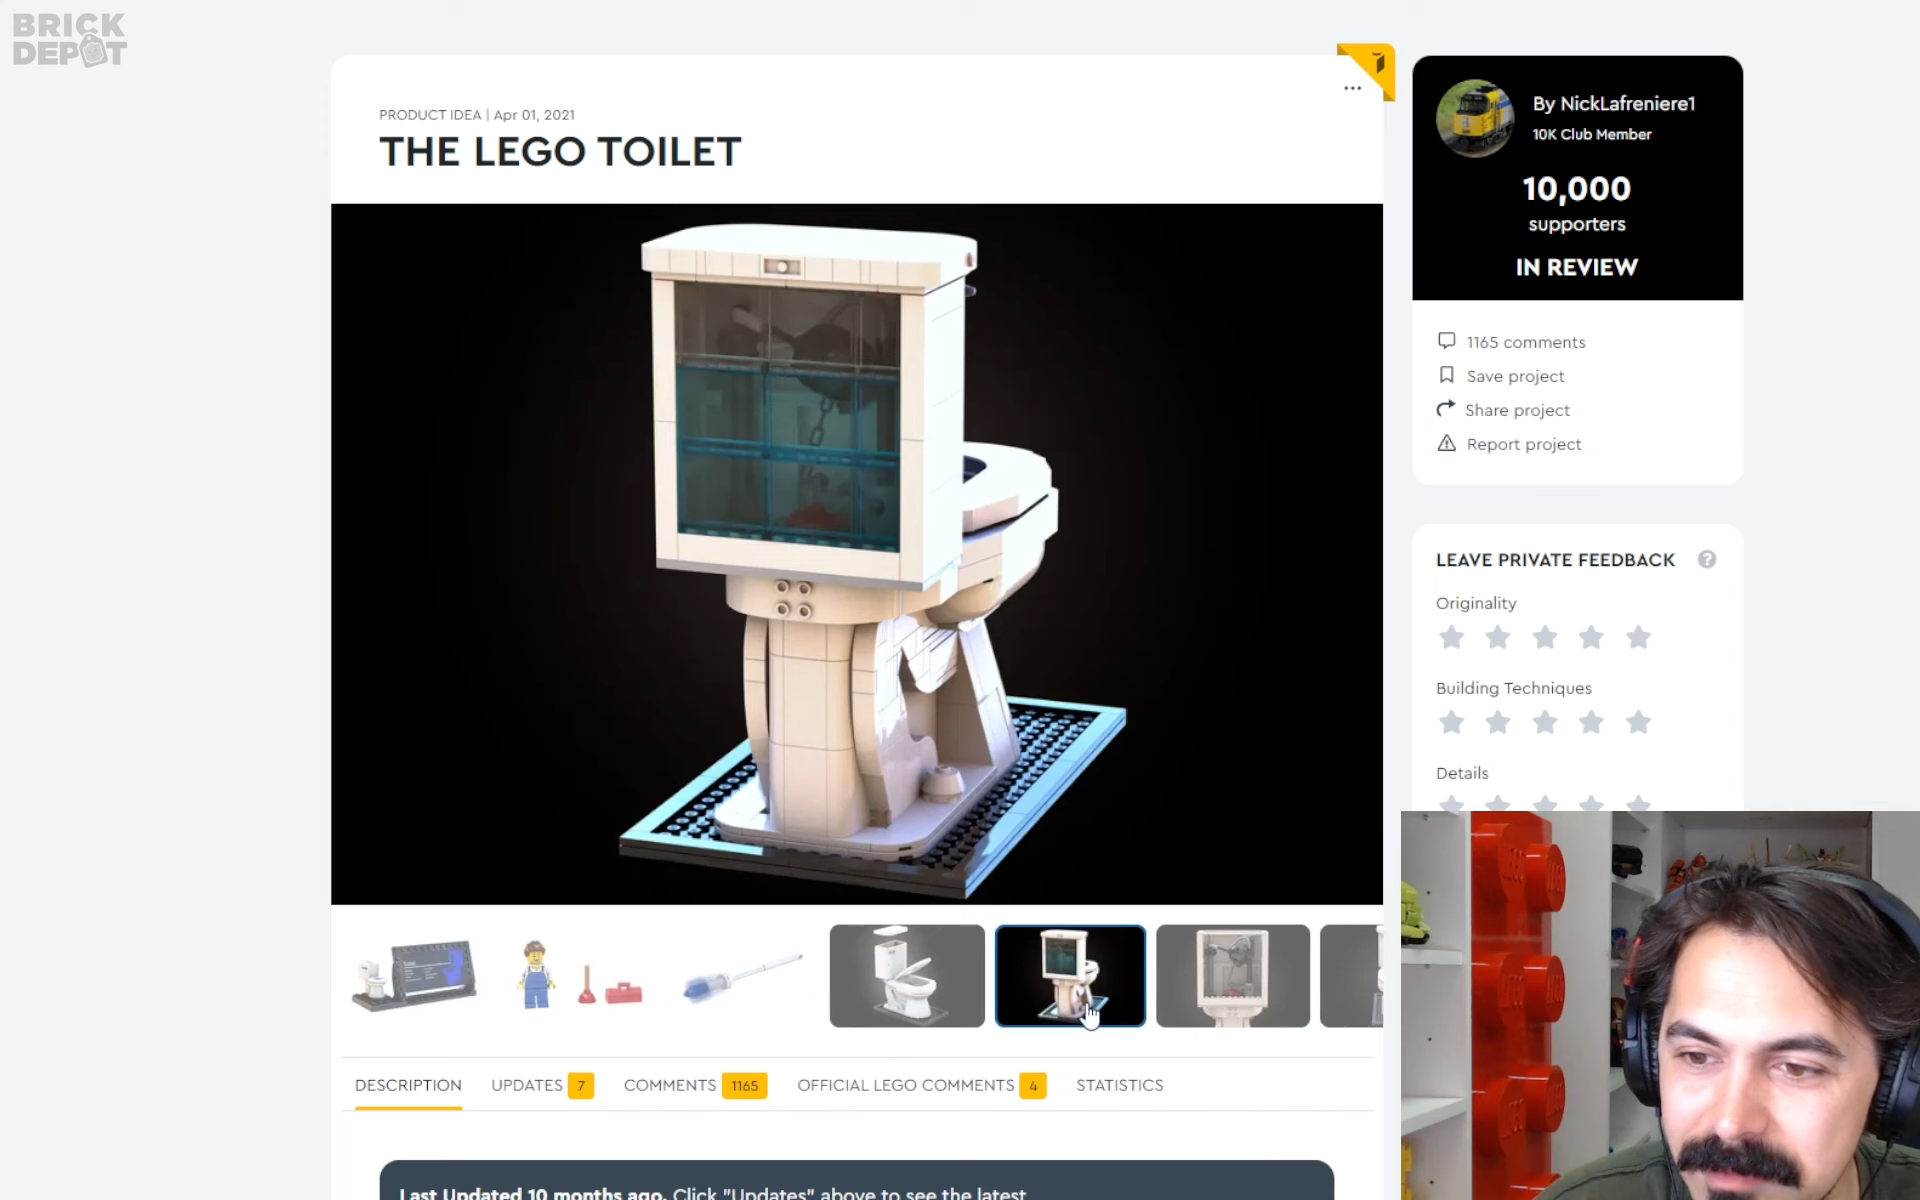 BRICK
DEPOT
PRODUCT IDEA | Apr 01, 2021
THE LEGO TOILET
...
By NickLafreniere1
10K Club Member
10,000
supporters
IN REVIEW
1165 comments
Save project
Share project
Report project
LEAVE PRIVATE FEEDBACK ?
Originality
Building Techniques
Details
DESCRIPTION UPDATES 7 COMMENTS 1165 OFFICIAL LEGO COMMENTS 4 STATISTICS
Last Updated 10 months ago. Click "Updates" above to see the latest.